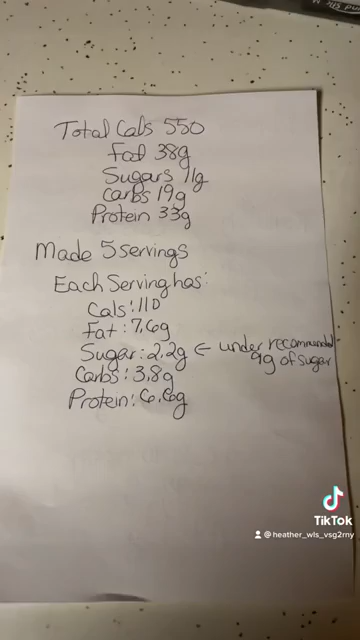 Total Cals 550
Fat 38g
Sugars 11g
Carbs 19g
Protein 33g
Made 5 servings
Each Serving has:
Cals: 110
Fat: 7.6g
Sugar: 2.2g ← under recommended
9g of sugar
Carbs: 3.8g
Protein: 6.6g
TikTok
@heather_wls_vsg2rny